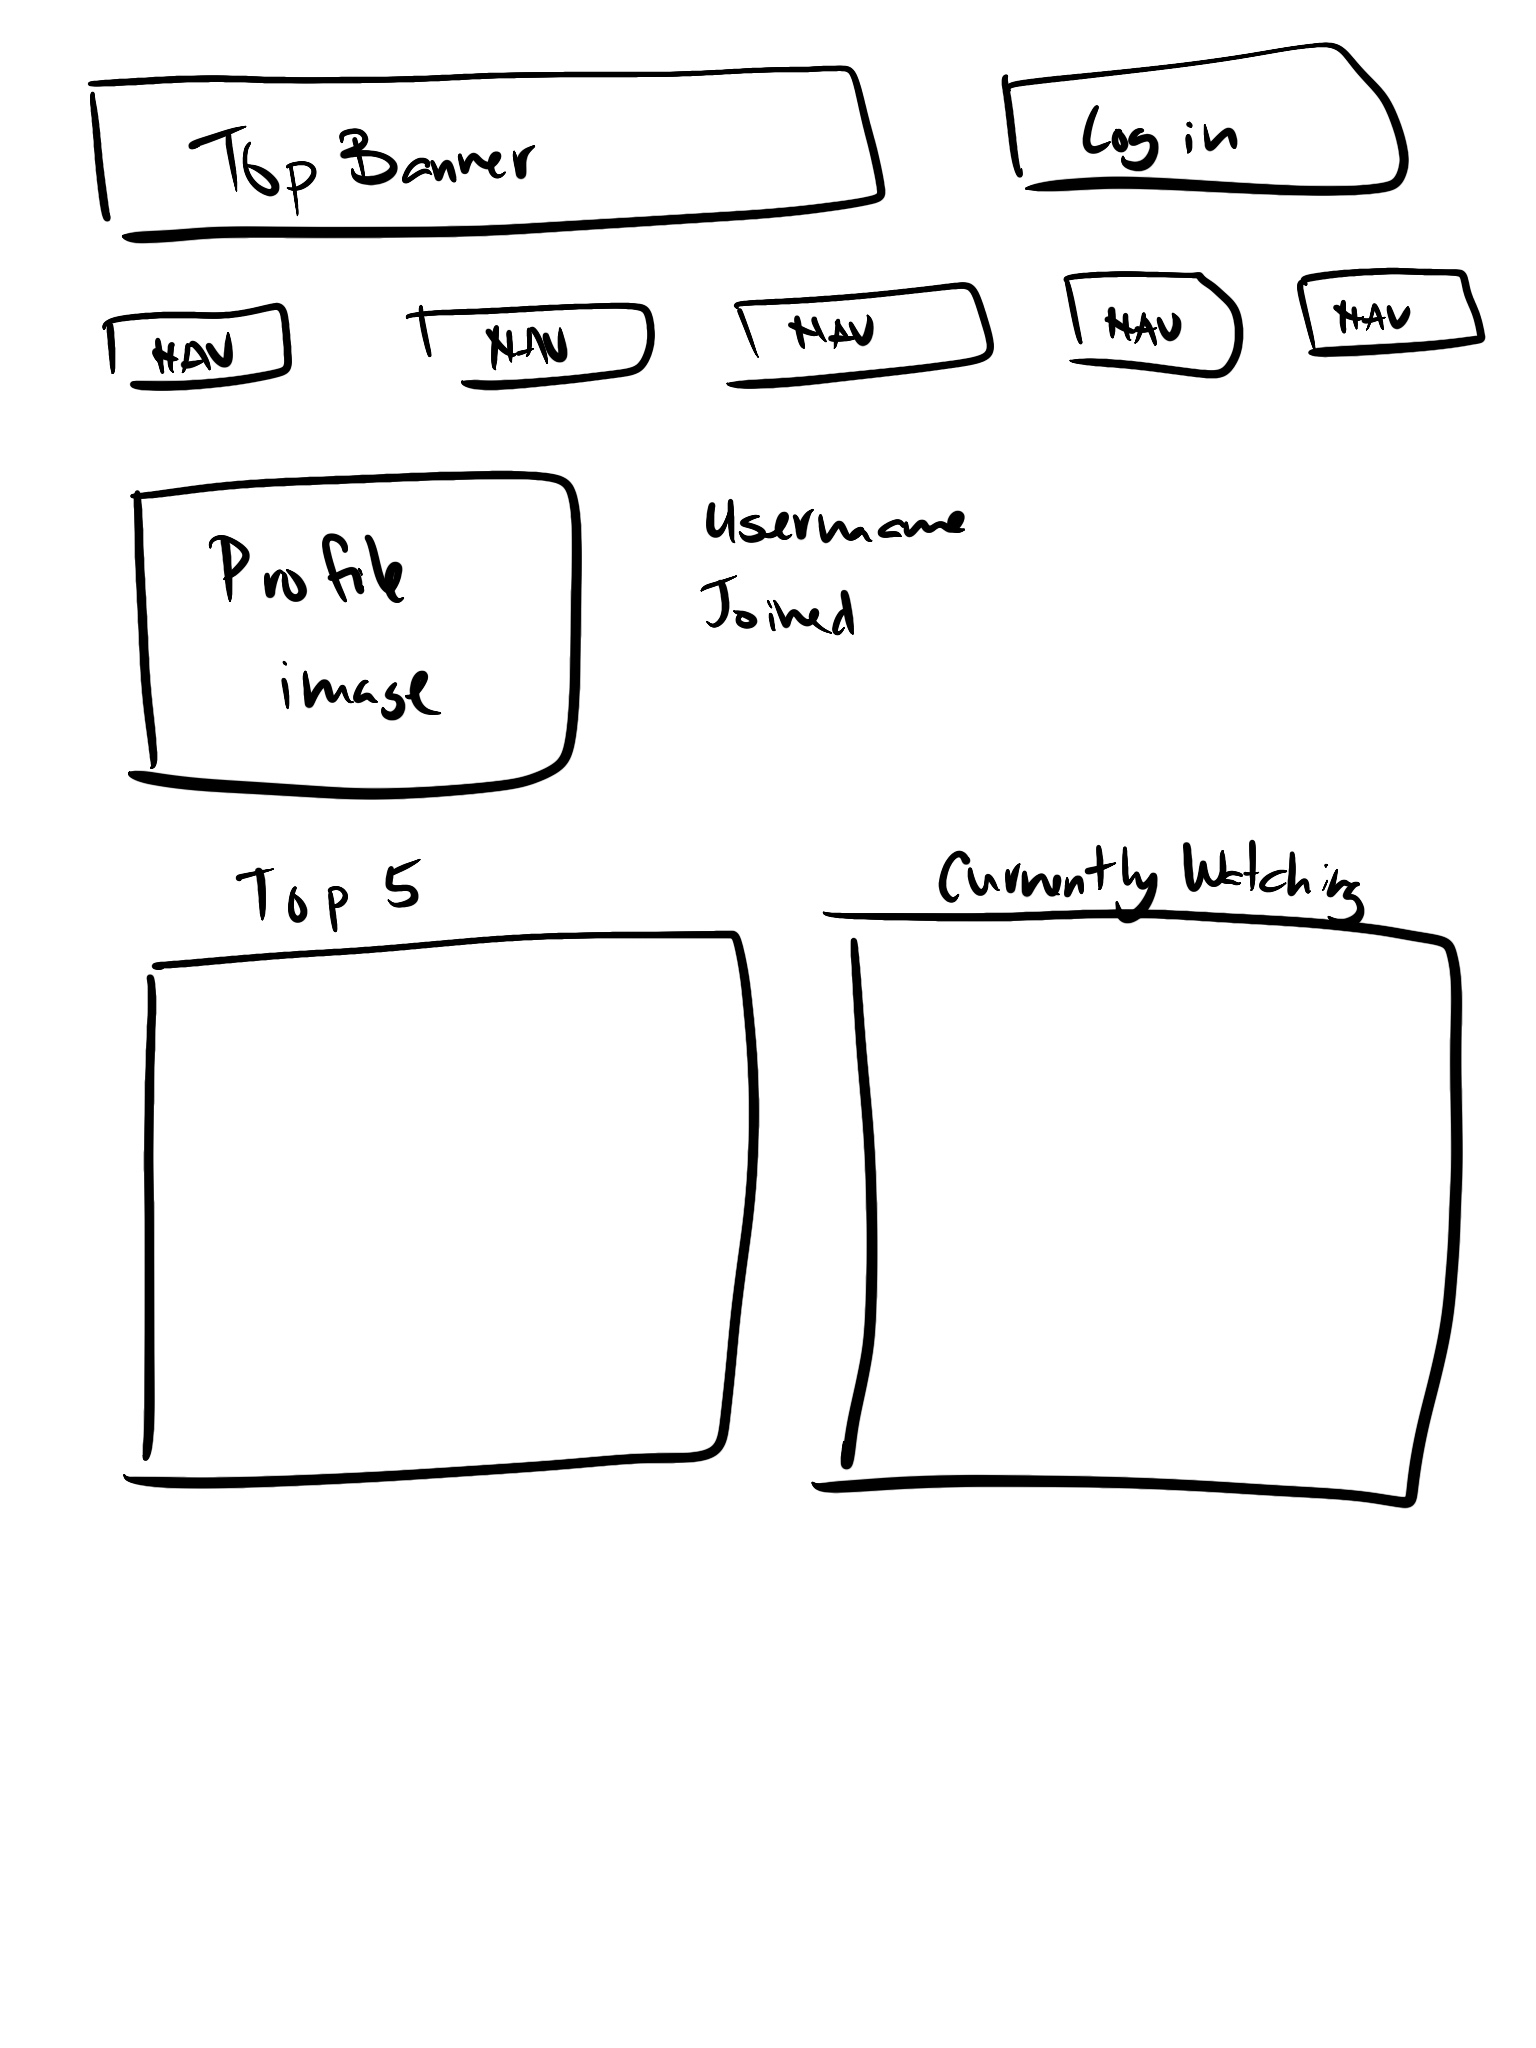 Top Banner
Log in
NAV
NAV
NAV
NAV
NAV
Profile
image
Username
Joined
Top 5
Currently Watching